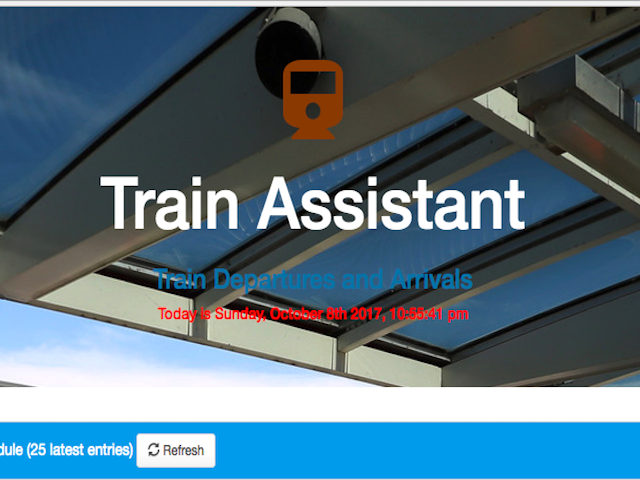 Train Assistant
Train Departures and Arrivals
Today is Sunday, October 8th 2017, 10:55:41 pm
(25 latest entries) Refresh